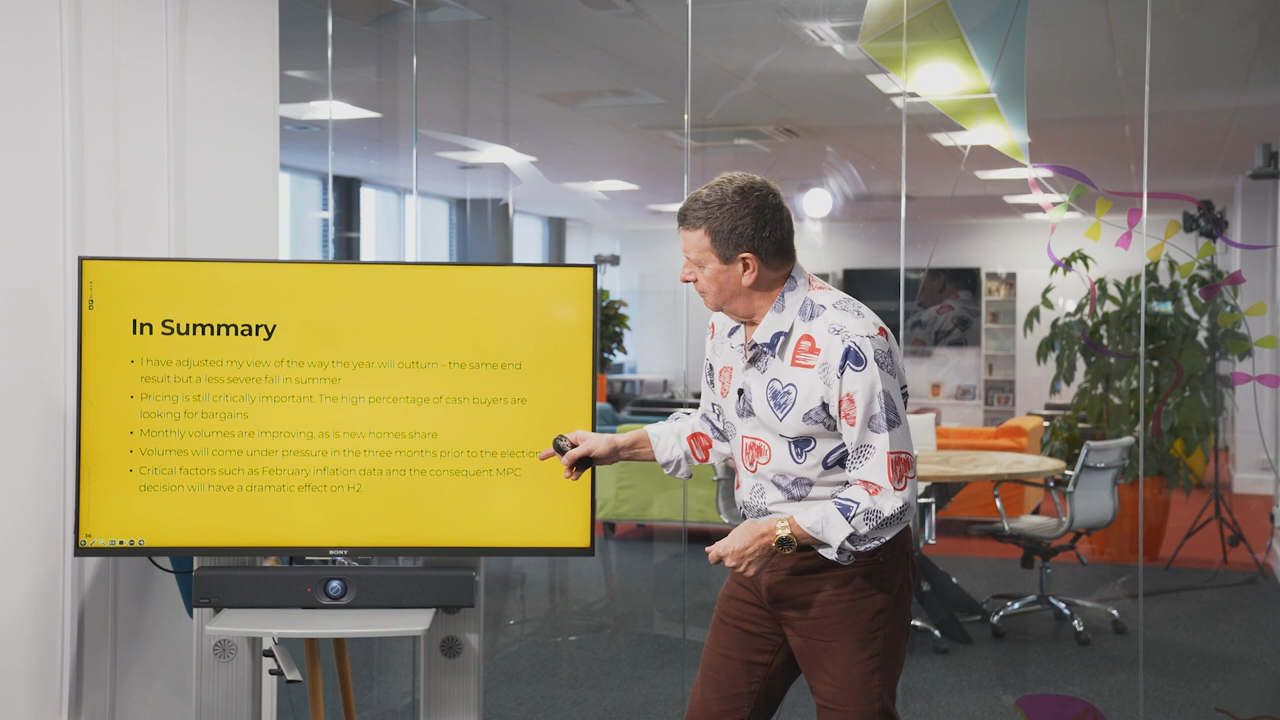 In Summary
• I have adjusted my view of the way the year will outturn – the same end
result but a less severe fall in summer
• Pricing is still critically important. The high percentage of cash buyers are
looking for bargains
• Monthly volumes are improving, as is new homes share
• Volumes will come under pressure in the three months prior to the election
• Critical factors such as February inflation data and the consequent MPC
decision will have a dramatic effect on H2
36
SONY